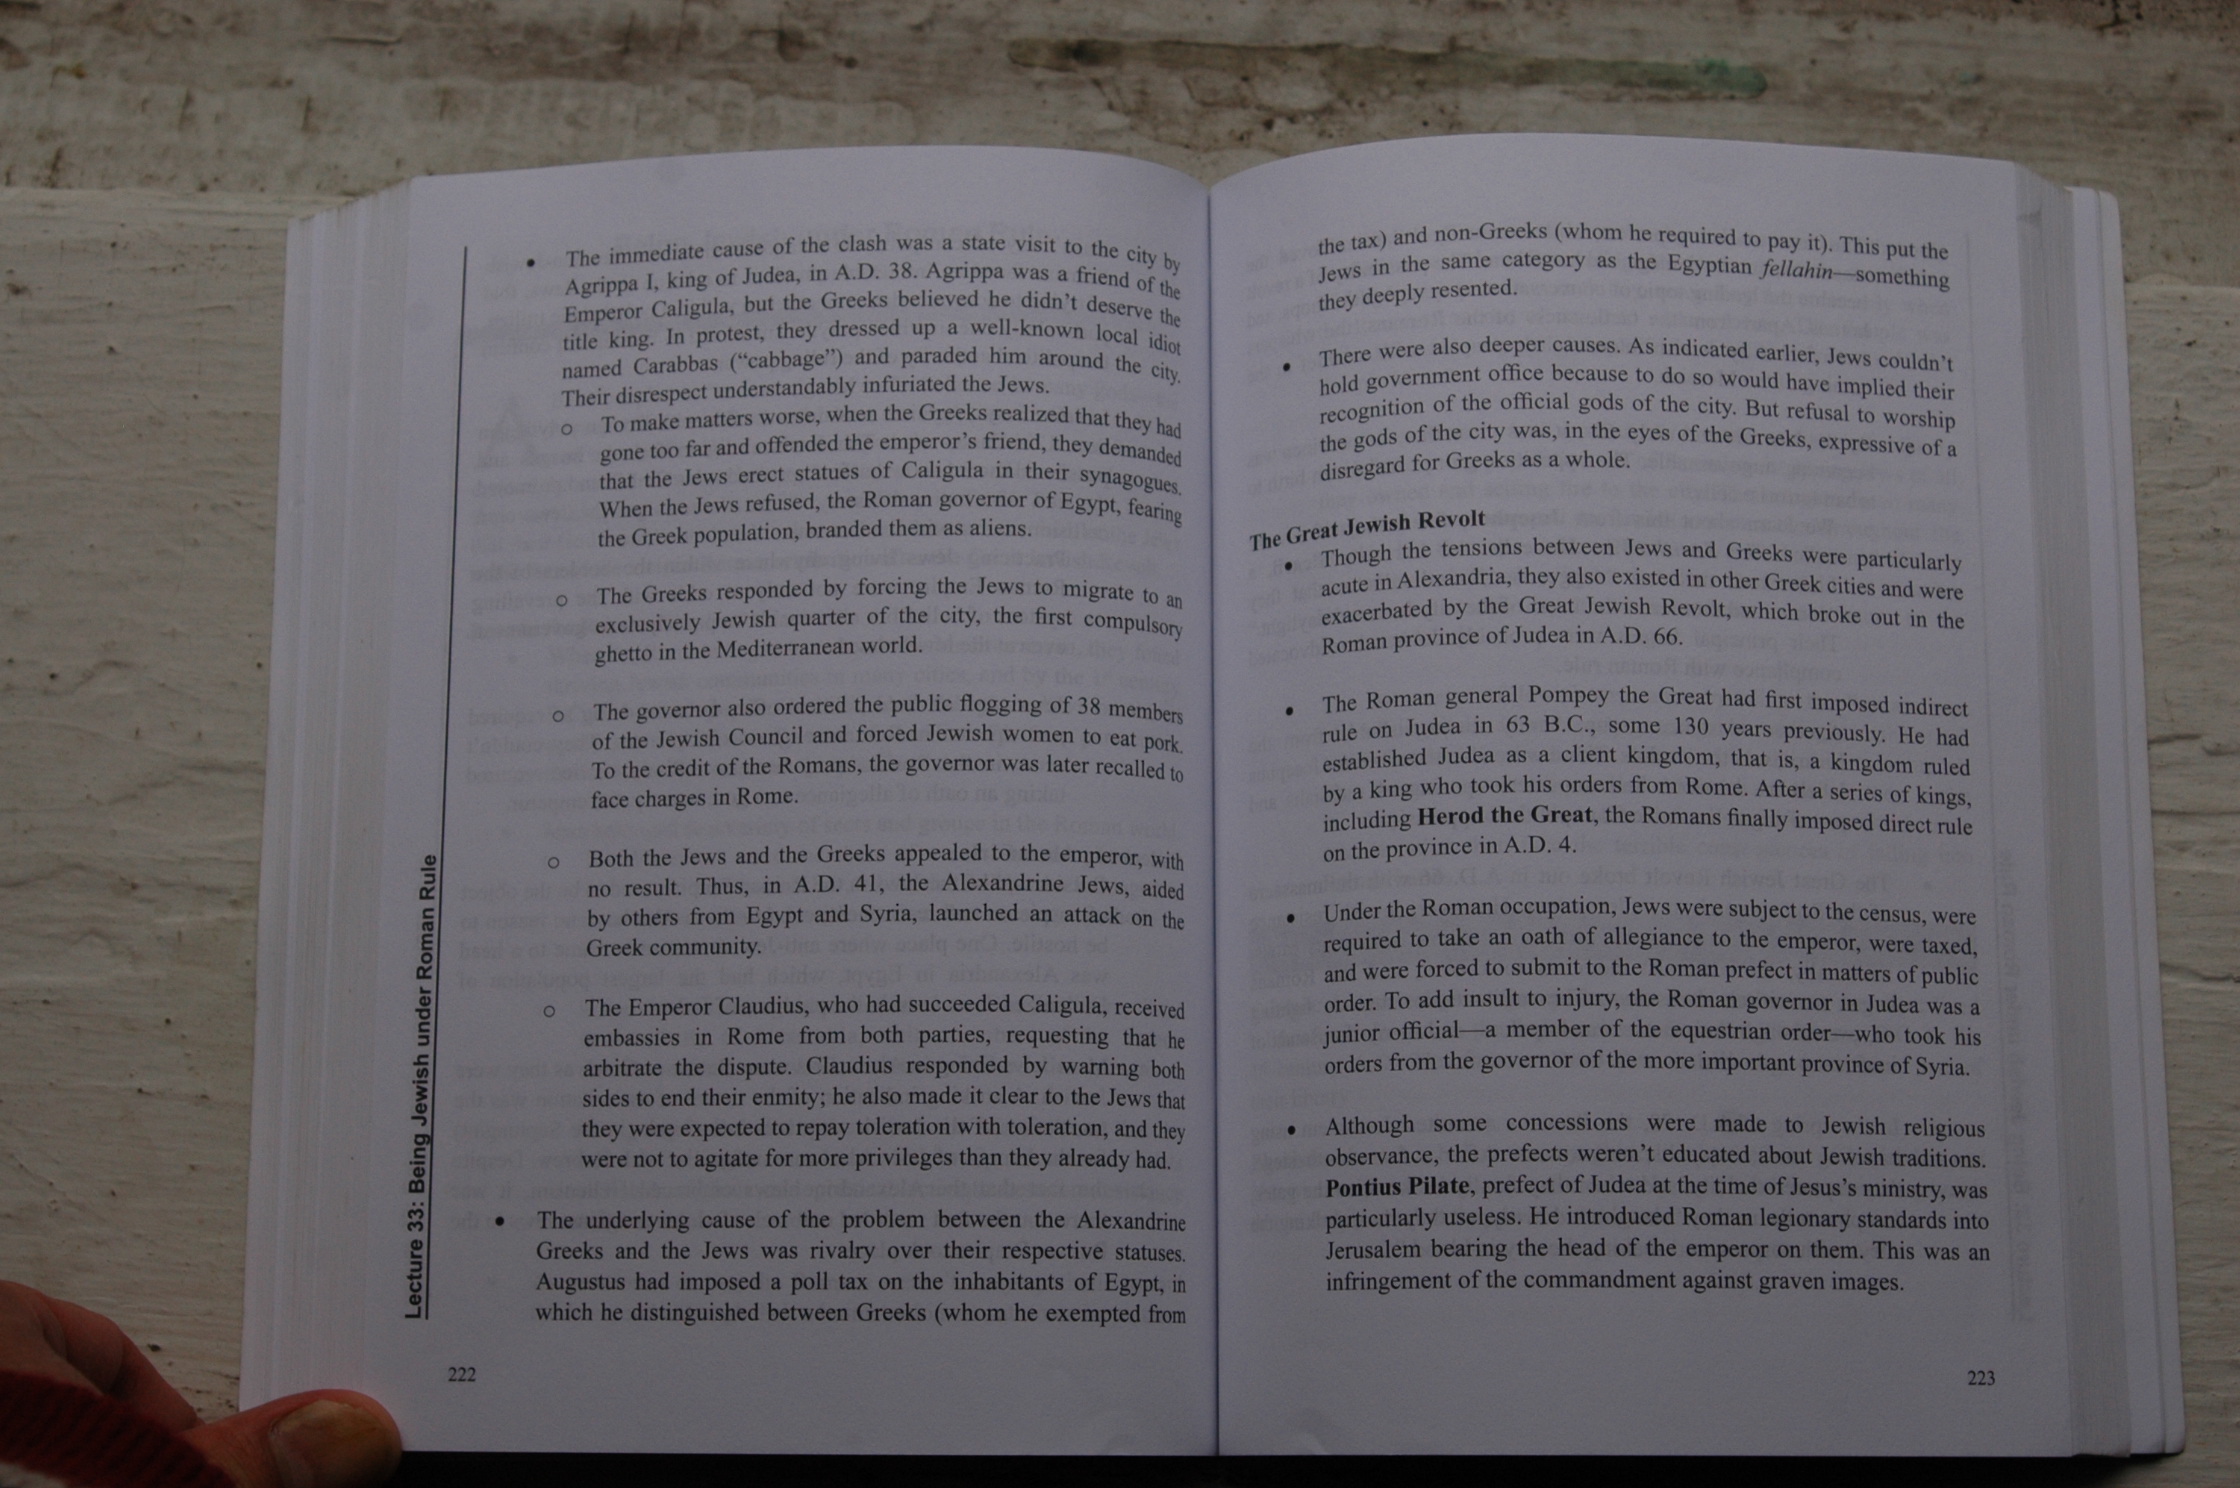 Lecture 33: Being Jewish under Roman Rule
• The immediate cause of the clash was a state visit to the city by
Agrippa I, king of Judea, in A.D. 38. Agrippa was a friend of the
Emperor Caligula, but the Greeks believed he didn’t deserve the
title king. In protest, they dressed up a well-known local idiot
named Carabbas (“cabbage”) and paraded him around the city.
Their disrespect understandably infuriated the Jews.
o To make matters worse, when the Greeks realized that they had
gone too far and offended the emperor’s friend, they demanded
that the Jews erect statues of Caligula in their synagogues.
When the Jews refused, the Roman governor of Egypt, fearing
the Greek population, branded them as aliens.
o The Greeks responded by forcing the Jews to migrate to an
exclusively Jewish quarter of the city, the first compulsory
ghetto in the Mediterranean world.
o The governor also ordered the public flogging of 38 members
of the Jewish Council and forced Jewish women to eat pork.
To the credit of the Romans, the governor was later recalled to
face charges in Rome.
o Both the Jews and the Greeks appealed to the emperor, with
no result. Thus, in A.D. 41, the Alexandrine Jews, aided
by others from Egypt and Syria, launched an attack on the
Greek community.
o The Emperor Claudius, who had succeeded Caligula, received
embassies in Rome from both parties, requesting that he
arbitrate the dispute. Claudius responded by warning both
sides to end their enmity; he also made it clear to the Jews that
they were expected to repay toleration with toleration, and they
were not to agitate for more privileges than they already had.
• The underlying cause of the problem between the Alexandrine
Greeks and the Jews was rivalry over their respective statuses.
Augustus had imposed a poll tax on the inhabitants of Egypt, in
which he distinguished between Greeks (whom he exempted from
222
the tax) and non-Greeks (whom he required to pay it). This put the
Jews in the same category as the Egyptian fellahin—something
they deeply resented.
• There were also deeper causes. As indicated earlier, Jews couldn’t
hold government office because to do so would have implied their
recognition of the official gods of the city. But refusal to worship
the gods of the city was, in the eyes of the Greeks, expressive of a
disregard for Greeks as a whole.
The Great Jewish Revolt
• Though the tensions between Jews and Greeks were particularly
acute in Alexandria, they also existed in other Greek cities and were
exacerbated by the Great Jewish Revolt, which broke out in the
Roman province of Judea in A.D. 66.
• The Roman general Pompey the Great had first imposed indirect
rule on Judea in 63 B.C., some 130 years previously. He had
established Judea as a client kingdom, that is, a kingdom ruled
by a king who took his orders from Rome. After a series of kings,
including Herod the Great, the Romans finally imposed direct rule
on the province in A.D. 4.
• Under the Roman occupation, Jews were subject to the census, were
required to take an oath of allegiance to the emperor, were taxed,
and were forced to submit to the Roman prefect in matters of public
order. To add insult to injury, the Roman governor in Judea was a
junior official—a member of the equestrian order—who took his
orders from the governor of the more important province of Syria.
• Although some concessions were made to Jewish religious
observance, the prefects weren’t educated about Jewish traditions.
Pontius Pilate, prefect of Judea at the time of Jesus’s ministry, was
particularly useless. He introduced Roman legionary standards into
Jerusalem bearing the head of the emperor on them. This was an
infringement of the commandment against graven images.
223